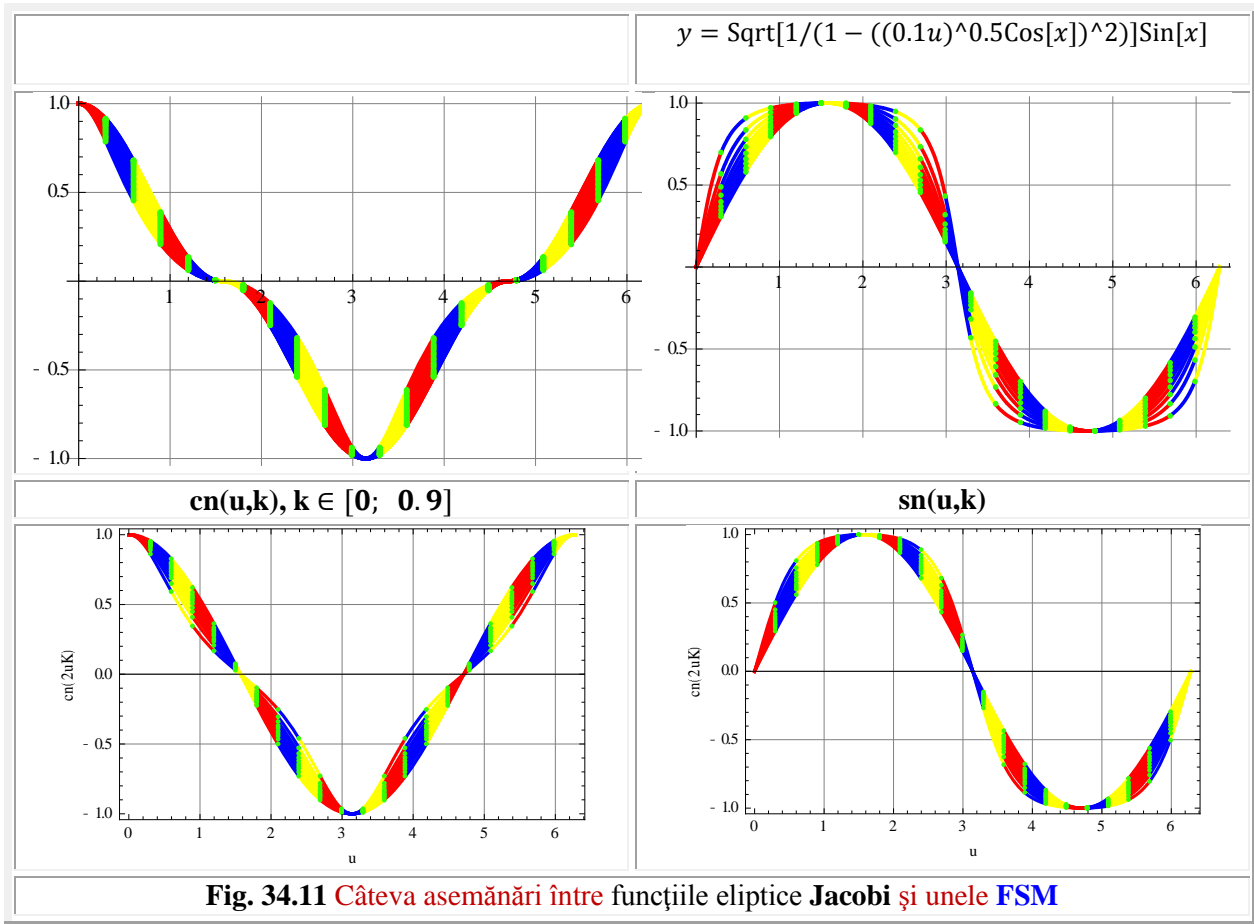 y = Sqrt[1/(1 − ((0.1u)^0.5Cos[x])^2)]Sin[x]
1.0
0.5
- 0.5
- 1.0
1 2 3 4 5 6
1.0
0.5
- 0.5
- 1.0
1 2 3 4 5 6
cn(u,k), k ∈ [0; 0.9]
sn(u,k)
1.0
0.5
0.0
- 0.5
- 1.0
cn( 2 uK)
0 1 2 3 4 5 6
u
1.0
0.5
0.0
- 0.5
- 1.0
cn( 2 uK)
0 1 2 3 4 5 6
u
Fig. 34.11 Câteva asemănări între funcţiile eliptice Jacobi şi unele FSM